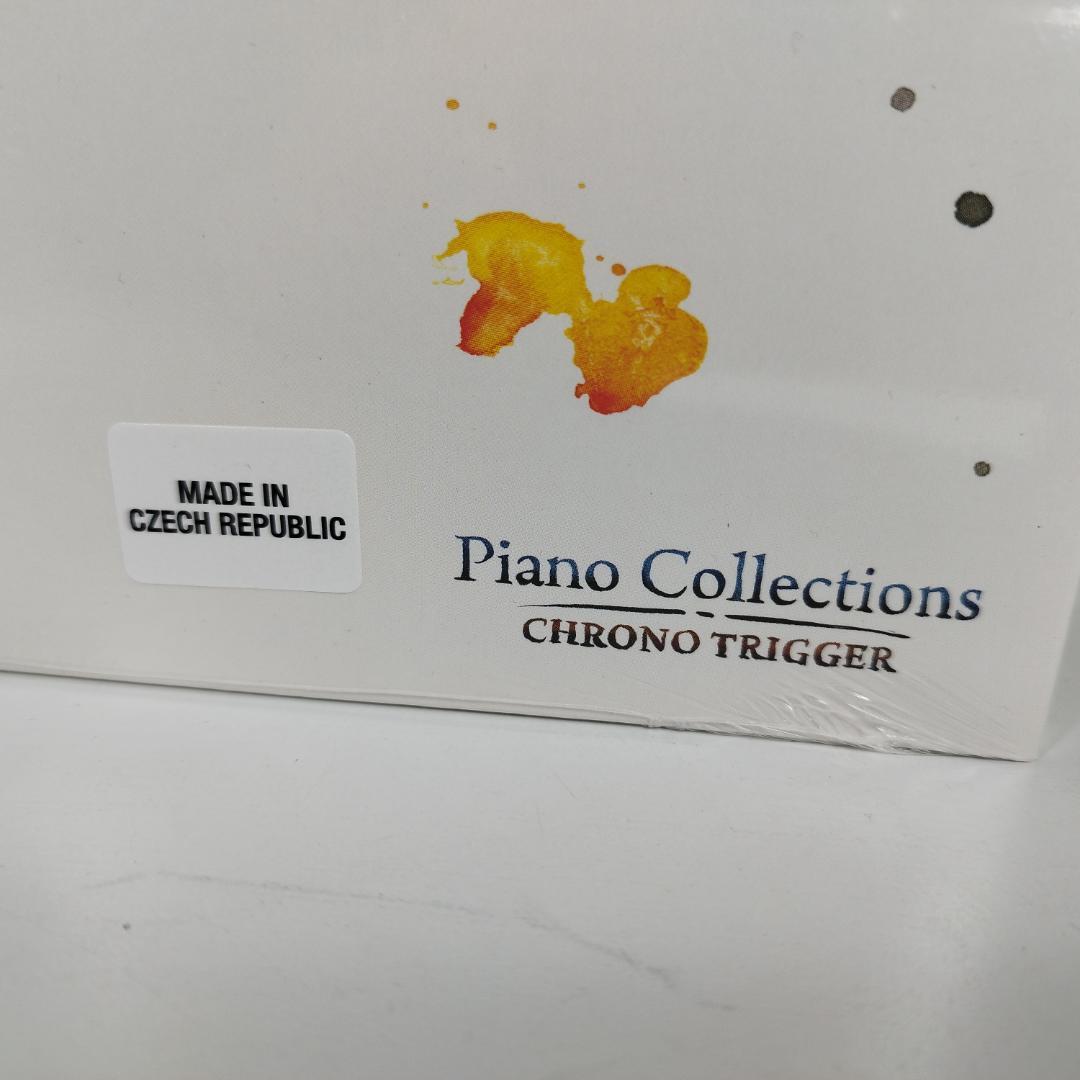 MADE IN
CZECH REPUBLIC
Piano Collections
CHRONO TRIGGER